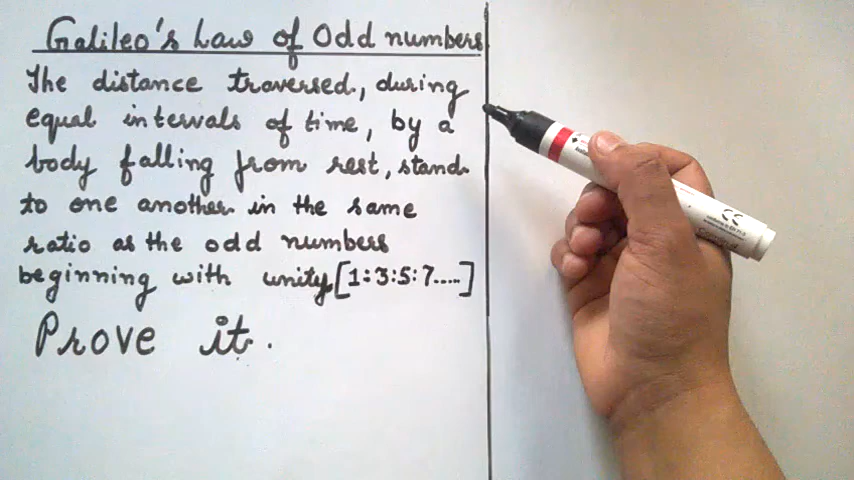 Galileo's Law of Odd numbers
The distance traversed, during
equal intervals of time, by a
body falling from rest, stand
to one another in the same
ratio as the odd numbers
beginning with unity [1:3:5:7.....]
Prove it.
CE